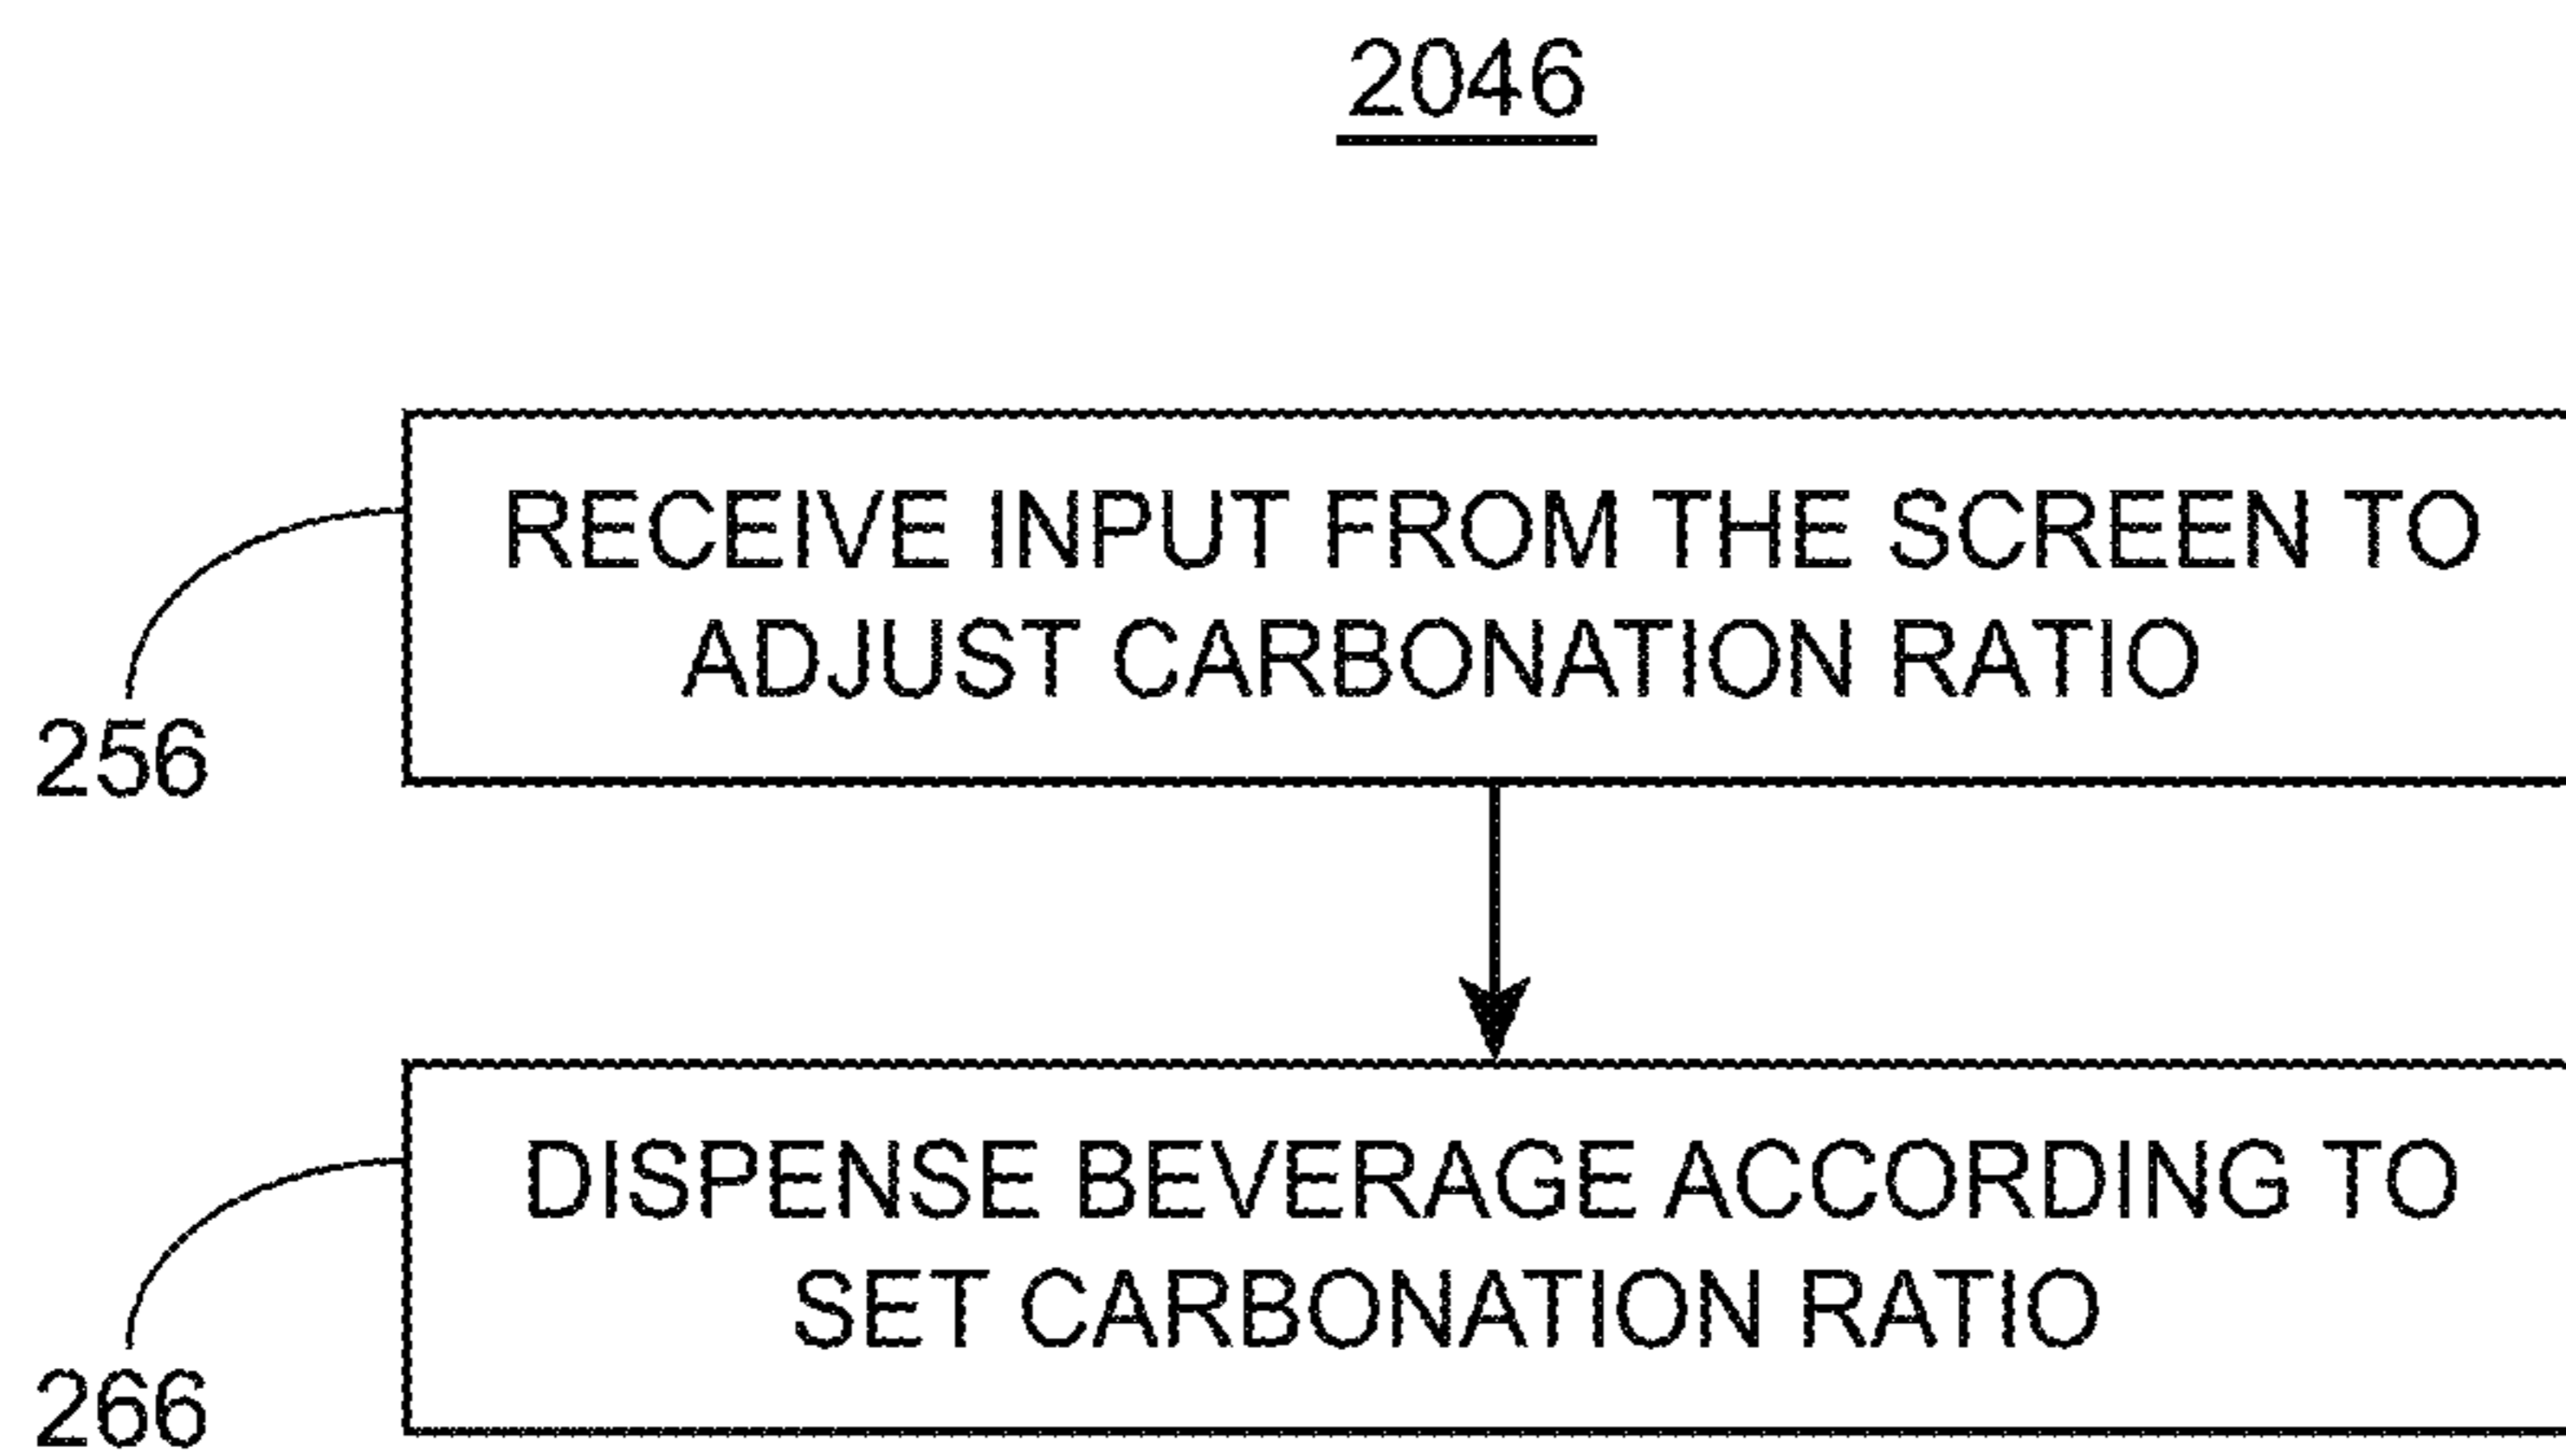 2046
RECEIVE INPUT FROM THE SCREEN TO
ADJUST CARBONATION RATIO
256
DISPENSE BEVERAGE ACCORDING TO
SET CARBONATION RATIO
266